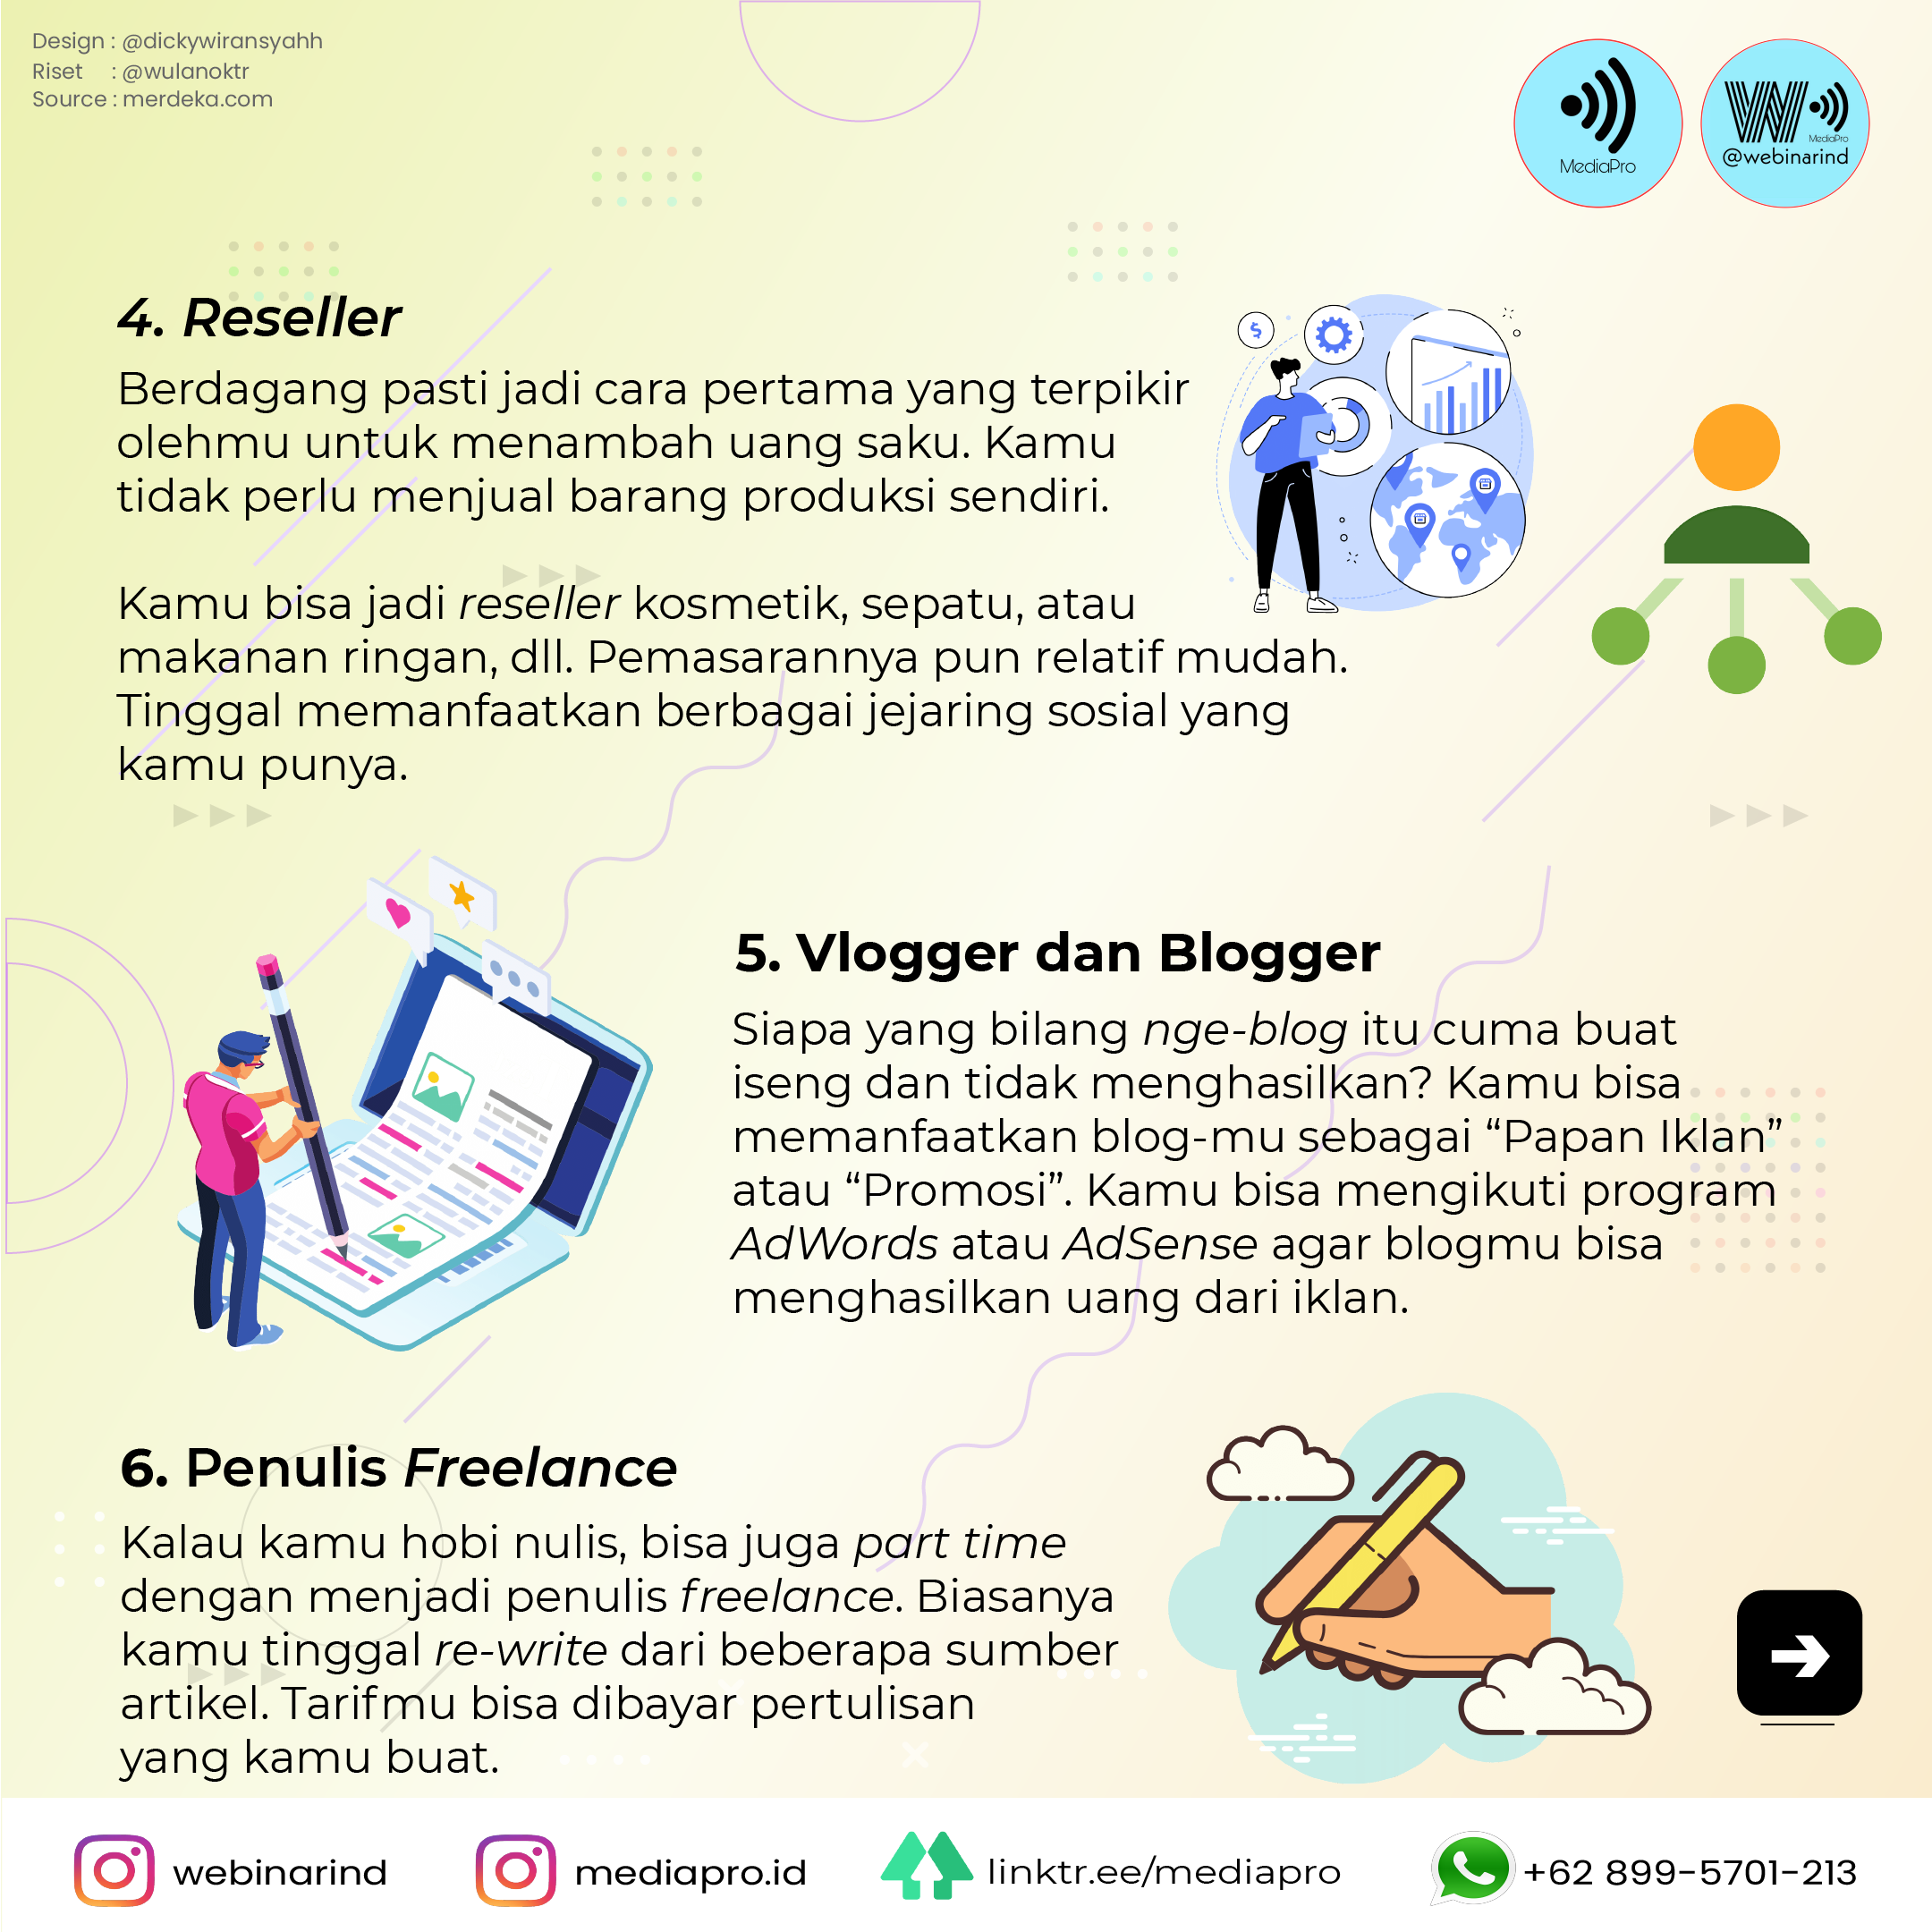 Design : @dickywiransyahh
Riset : @wulanoktr
Source : merdeka.com
MediaPro
W MediaPro
@webinarind
4. Reseller
Berdagang pasti jadi cara pertama yang terpikir
olehmu untuk menambah uang saku. Kamu
tidak perlu menjual barang produksi sendiri.
Kamu bisa jadi reseller kosmetik, sepatu, atau
makanan ringan, dll. Pemasarannya pun relatif mudah.
Tinggal memanfaatkan berbagai jejaring sosial yang
kamu punya.
$
5. Vlogger dan Blogger
Siapa yang bilang nge-blog itu cuma buat
iseng dan tidak menghasilkan? Kamu bisa
memanfaatkan blog-mu sebagai “Papan Iklan”
atau “Promosi”. Kamu bisa mengikuti program
AdWords atau AdSense agar blogmu bisa
menghasilkan uang dari iklan.
6. Penulis Freelance
Kalau kamu hobi nulis, bisa juga part time
dengan menjadi penulis freelance. Biasanya
kamu tinggal re-write dari beberapa sumber
artikel. Tarifmu bisa dibayar pertulisan
yang kamu buat.
webinarind
mediapro.id
linktr.ee/mediapro
+62 899-5701-213